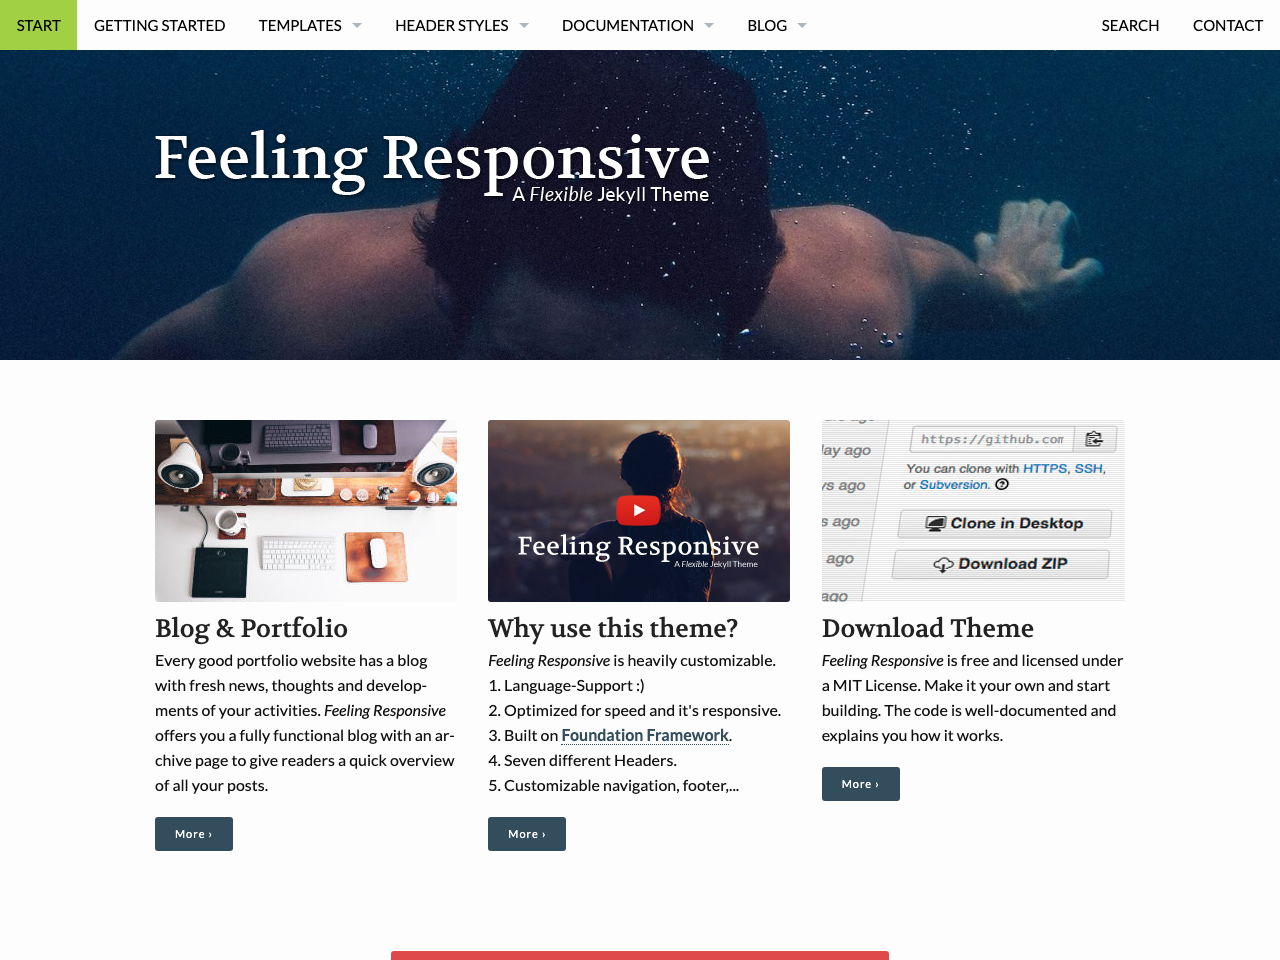 START GETTING STARTED TEMPLATES HEADER STYLES DOCUMENTATION BLOG SEARCH CONTACT
Feeling Responsive
A Flexible Jekyll Theme
Feeling Responsive
A Flexible Jekyll Theme
https://github.com
lay ago
You can clone with HTTPS, SSH,
or Subversion.
rs ago
Clone in Desktop
s ago
Download ZIP
ago
ago
Blog & Portfolio
Every good portfolio website has a blog
with fresh news, thoughts and develop-
ments of your activities. Feeling Responsive
offers you a fully functional blog with an ar-
chive page to give readers a quick overview
of all your posts.
More ›
Why use this theme?
Feeling Responsive is heavily customizable.
1. Language-Support :)
2. Optimized for speed and it's responsive.
3. Built on Foundation Framework.
4. Seven different Headers.
5. Customizable navigation, footer,...
More ›
Download Theme
Feeling Responsive is free and licensed under
a MIT License. Make it your own and start
building. The code is well-documented and
explains you how it works.
More ›